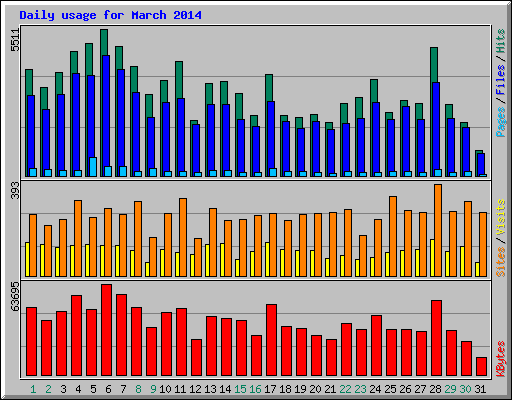 Daily usage for March 2014
5511
Pages / Files / Hits
393
Sites / Visits
63695
KBytes
1 2 3 4 5 6 7 8 9 10 11 12 13 14 15 16 17 18 19 20 21 22 23 24 25 26 27 28 29 30 31